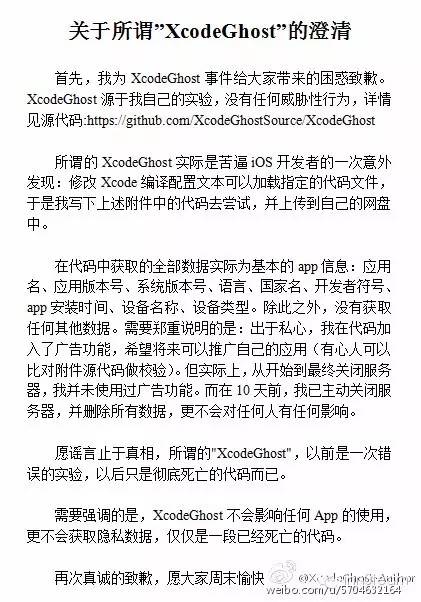 关于所谓”XcodeGhost”的澄清
首先，我为 XcodeGhost 事件给大家带来的困惑致歉。
XcodeGhost 源于我自己的实验，没有任何威胁性行为，详情
见源代码:https://github.com/XcodeGhostSource/XcodeGhost
所谓的 XcodeGhost 实际是苦逼 iOS 开发者的一次意外
发现：修改 Xcode 编译配置文本可以加载指定的代码文件，
于是我写下上述附件中的代码去尝试，并上传到自己的网盘
中。
在代码中获取的全部数据实际为基本的 app 信息：应用
名、应用版本号、系统版本号、语言、国家名、开发者符号、
app 安装时间、设备名称、设备类型。除此之外，没有获取
任何其他数据。需要郑重说明的是：出于私心，我在代码加
入了广告功能，希望将来可以推广自己的应用（有心人可以
比对附件源代码做校验）。但实际上，从开始到最终关闭服务
器，我并未使用过广告功能。而在 10 天前，我已主动关闭服
务器，并删除所有数据，更不会对任何人有任何影响。
愿谣言止于真相，所谓的"XcodeGhost"，以前是一次错
误的实验，以后只是彻底死亡的代码而已。
需要强调的是，XcodeGhost 不会影响任何 App 的使用，
更不会获取隐私数据，仅仅是一段已经死亡的代码。
再次真诚的致歉，愿大家周末愉快
@XcodeGhost-Author
weibo.com/u/5704632164